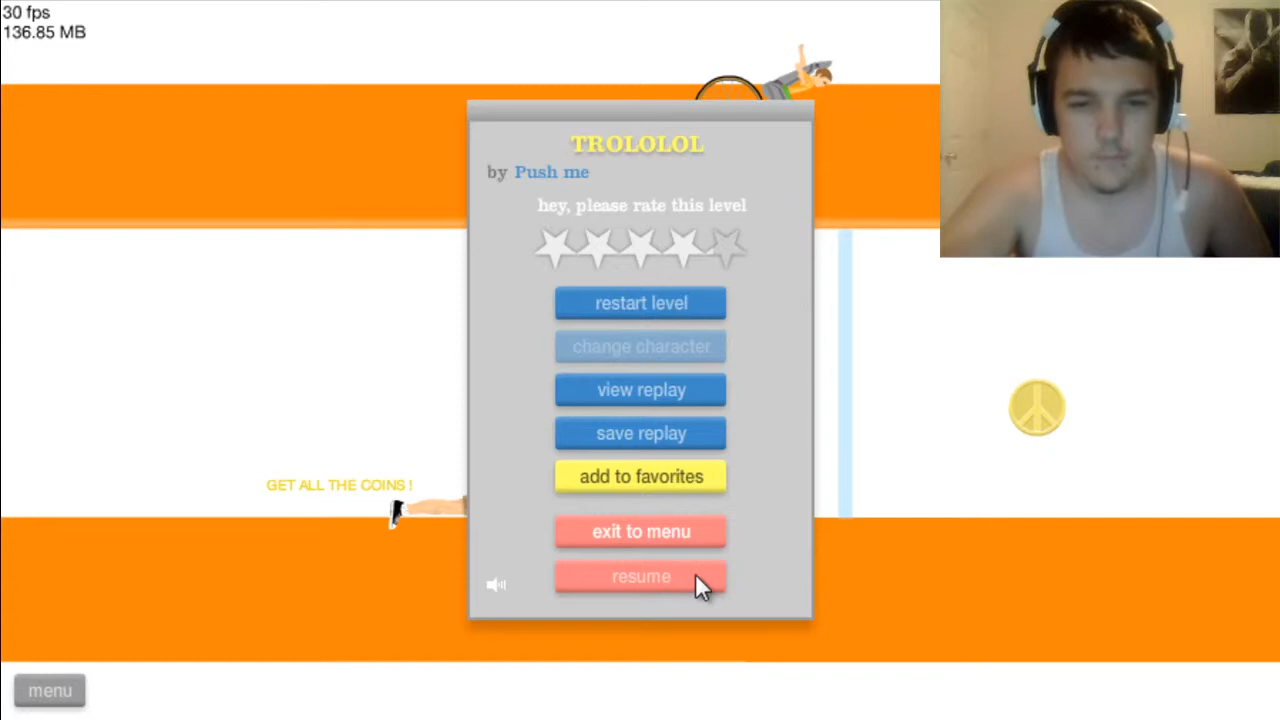 30 fps
136.85 MB
TROLOLOL
by Push me
hey, please rate this level
restart level
change character
view replay
save replay
add to favorites
GET ALL THE COINS !
exit to menu
resume
menu